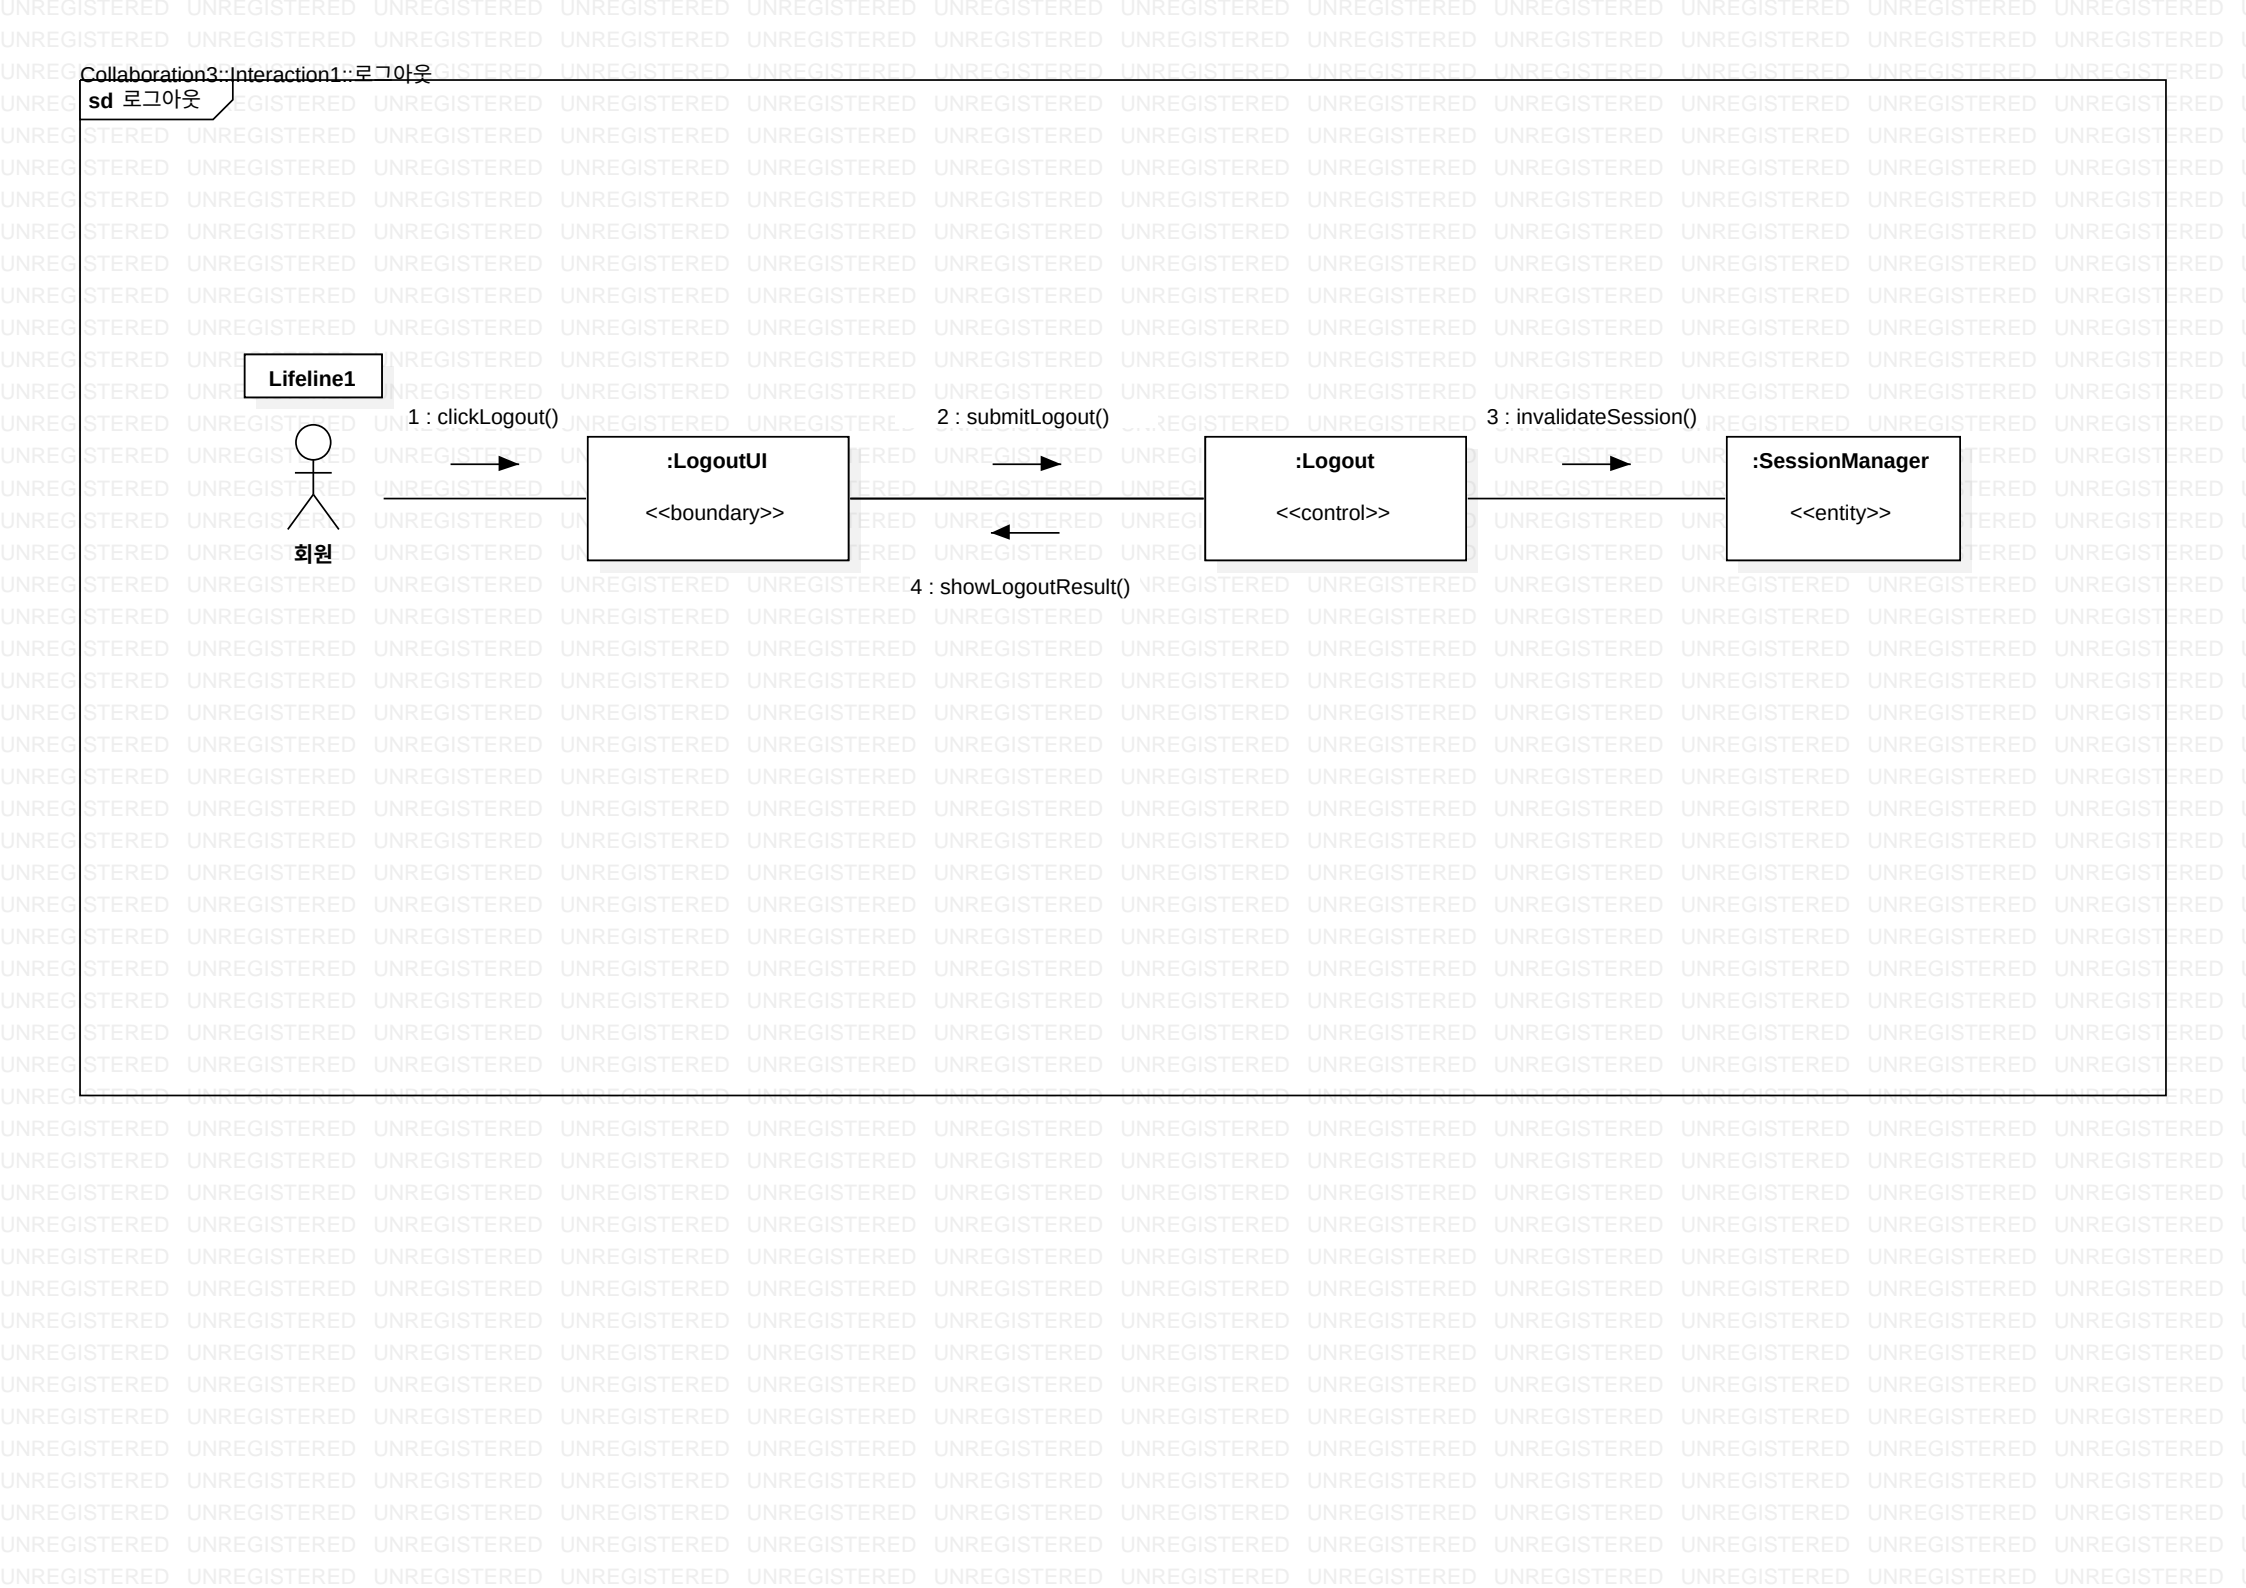 Collaboration3::Interaction1::로그아웃
sd 로그아웃
Lifeline1
1 : clickLogout()
2 : submitLogout()
3 : invalidateSession()
:LogoutUI
:Logout
:SessionManager
<<boundary>>
<<control>>
<<entity>>
회원
4 : showLogoutResult()
UNREGISTERED